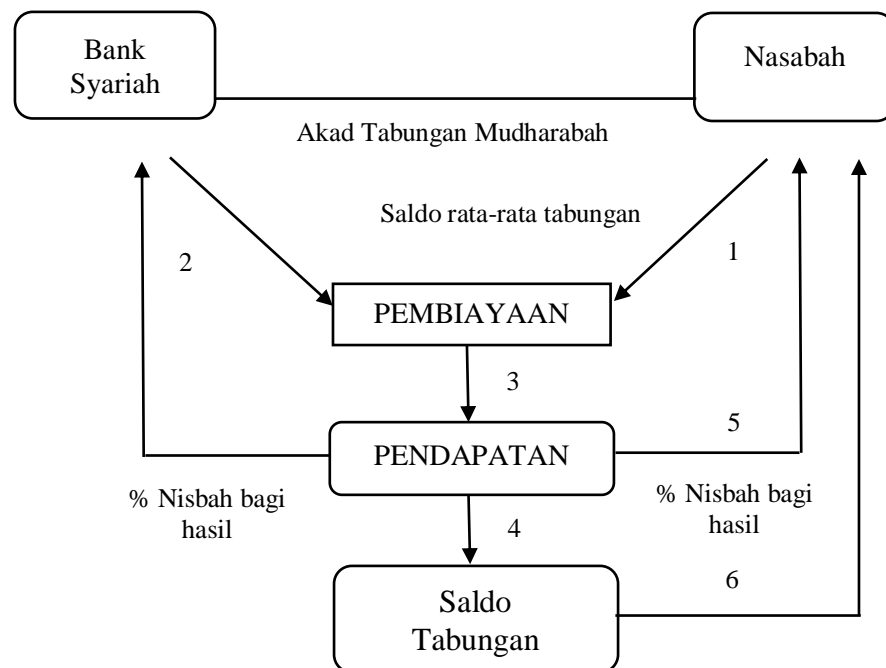 Bank
Syariah
Nasabah
Akad Tabungan Mudharabah
Saldo rata-rata tabungan
2
1
PEMBIAYAAN
3
5
PENDAPATAN
% Nisbah bagi
hasil
% Nisbah bagi
hasil
4
6
Saldo
Tabungan